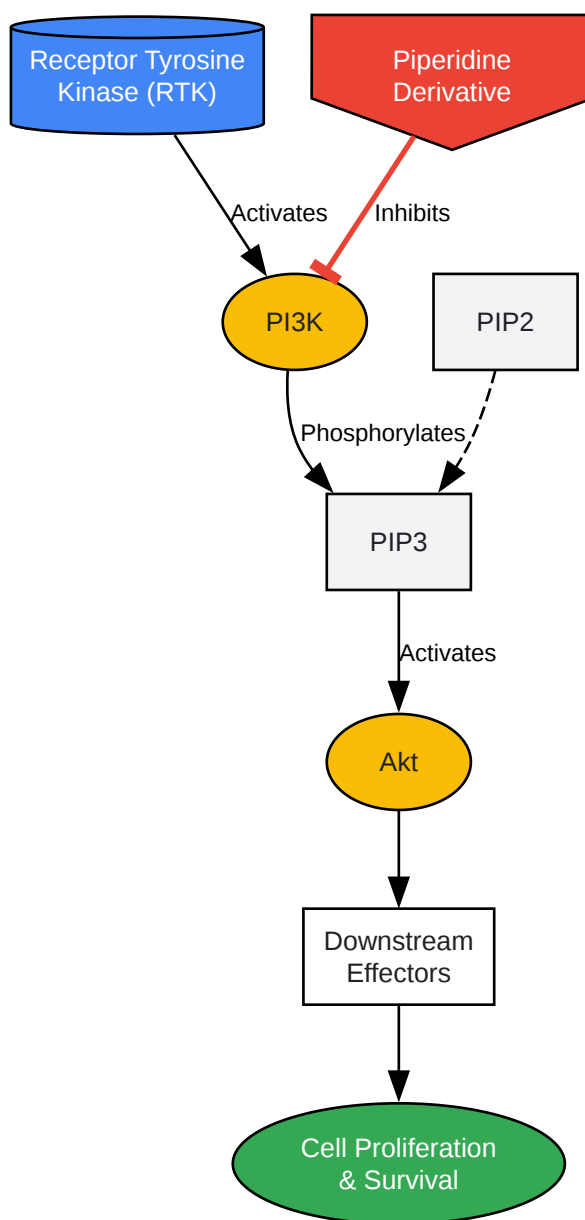 Receptor Tyrosine
Kinase (RTK)
Piperidine
Derivative
Activates
Inhibits
PI3K
PIP2
Phosphorylates
PIP3
Activates
Akt
Downstream
Effectors
Cell Proliferation
& Survival